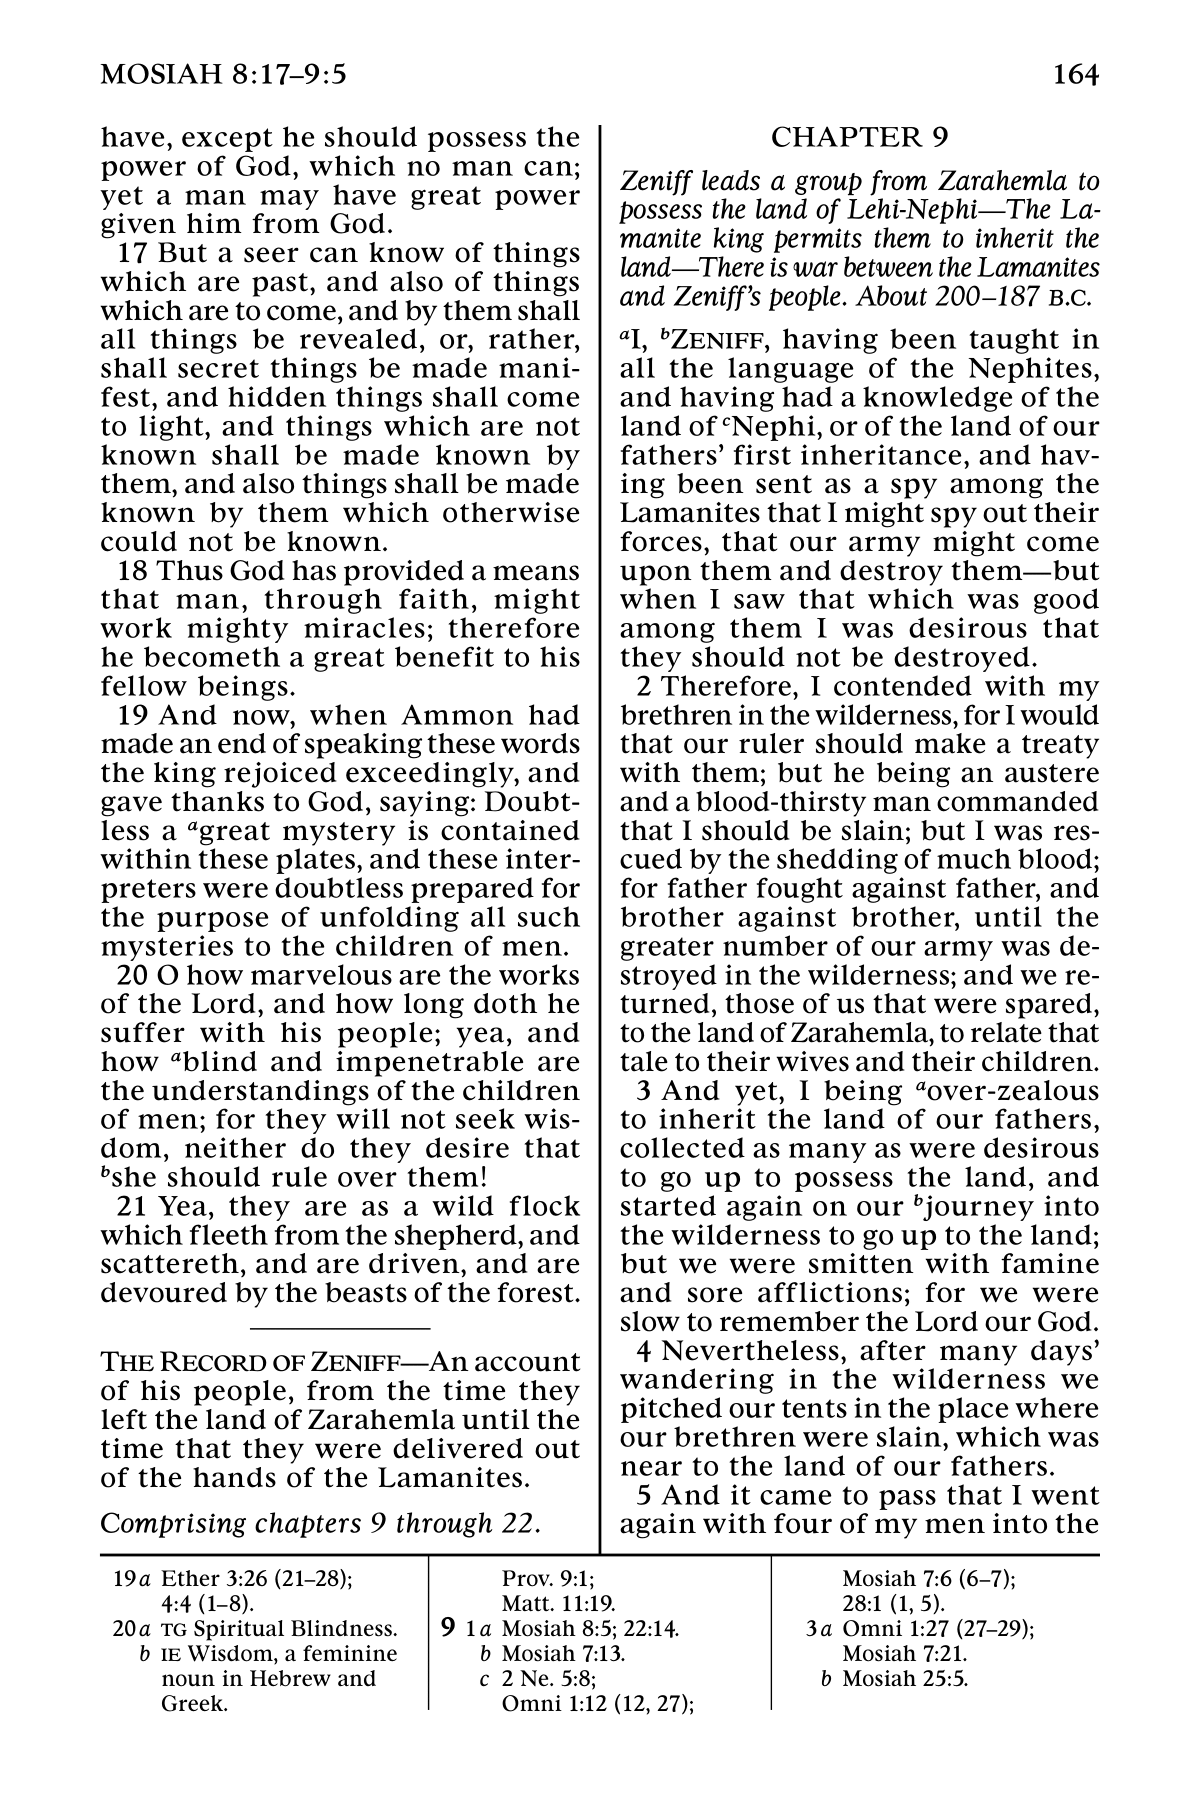 MOSIAH 8:17–9:5
164
have, except he should possess the
power of God, which no man can;
yet a man may have great power
given him from God.
17 But a seer can know of things
which are past, and also of things
which are to come, and by them shall
all things be revealed, or, rather,
shall secret things be made mani-
fest, and hidden things shall come
to light, and things which are not
known shall be made known by
them, and also things shall be made
known by them which otherwise
could not be known.
18 Thus God has provided a means
that man, through faith, might
work mighty miracles; therefore
he becometh a great benefit to his
fellow beings.
19 And now, when Ammon had
made an end of speaking these words
the king rejoiced exceedingly, and
gave thanks to God, saying: Doubt-
less a ᵃgreat mystery is contained
within these plates, and these inter-
preters were doubtless prepared for
the purpose of unfolding all such
mysteries to the children of men.
20 O how marvelous are the works
of the Lord, and how long doth he
suffer with his people; yea, and
how ᵃblind and impenetrable are
the understandings of the children
of men; for they will not seek wis-
dom, neither do they desire that
ᵇshe should rule over them!
21 Yea, they are as a wild flock
which fleeth from the shepherd, and
scattereth, and are driven, and are
devoured by the beasts of the forest.
THE RECORD OF ZENIFF—An account
of his people, from the time they
left the land of Zarahemla until the
time that they were delivered out
of the hands of the Lamanites.
Comprising chapters 9 through 22.
CHAPTER 9
Zeniff leads a group from Zarahemla to
possess the land of Lehi-Nephi—The La-
manite king permits them to inherit the
land—There is war between the Lamanites
and Zeniff’s people. About 200–187 B.C.
ᵃI, ᵇZENIFF, having been taught in
all the language of the Nephites,
and having had a knowledge of the
land of ᶜNephi, or of the land of our
fathers’ first inheritance, and hav-
ing been sent as a spy among the
Lamanites that I might spy out their
forces, that our army might come
upon them and destroy them—but
when I saw that which was good
among them I was desirous that
they should not be destroyed.
2 Therefore, I contended with my
brethren in the wilderness, for I would
that our ruler should make a treaty
with them; but he being an austere
and a blood-thirsty man commanded
that I should be slain; but I was res-
cued by the shedding of much blood;
for father fought against father, and
brother against brother, until the
greater number of our army was de-
stroyed in the wilderness; and we re-
turned, those of us that were spared,
to the land of Zarahemla, to relate that
tale to their wives and their children.
3 And yet, I being ᵃover-zealous
to inherit the land of our fathers,
collected as many as were desirous
to go up to possess the land, and
started again on our ᵇjourney into
the wilderness to go up to the land;
but we were smitten with famine
and sore afflictions; for we were
slow to remember the Lord our God.
4 Nevertheless, after many days’
wandering in the wilderness we
pitched our tents in the place where
our brethren were slain, which was
near to the land of our fathers.
5 And it came to pass that I went
again with four of my men into the
19a Ether 3:26 (21–28);
4:4 (1–8).
20a TG Spiritual Blindness.
b IE Wisdom, a feminine
noun in Hebrew and
Greek.
Prov. 9:1;
Matt. 11:19.
9 1a Mosiah 8:5; 22:14.
b Mosiah 7:13.
c 2 Ne. 5:8;
Omni 1:12 (12, 27);
Mosiah 7:6 (6–7);
28:1 (1, 5).
3a Omni 1:27 (27–29);
Mosiah 7:21.
b Mosiah 25:5.